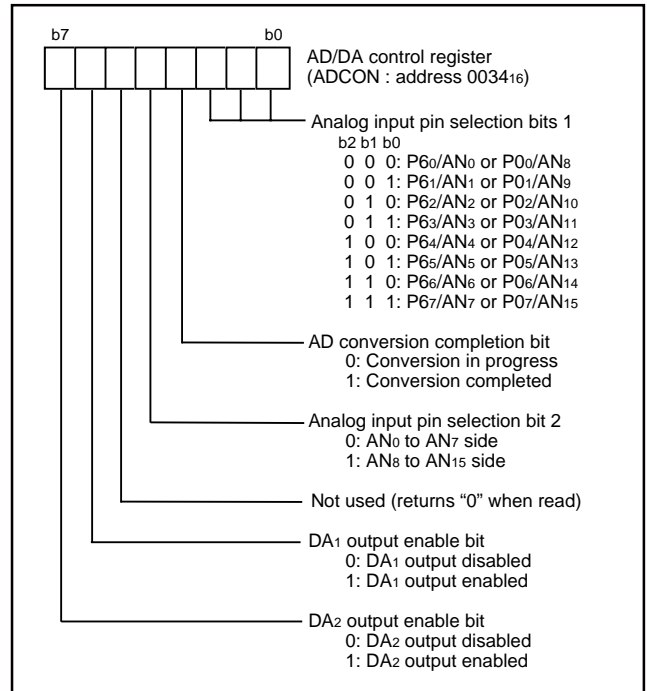 b7 b0
AD/DA control register
(ADCON : address 0034₁₆)
Analog input pin selection bits 1
b2 b1 b0
0 0 0: P6₀/AN₀ or P0₀/AN₈
0 0 1: P6₁/AN₁ or P0₁/AN₉
0 1 0: P6₂/AN₂ or P0₂/AN₁₀
0 1 1: P6₃/AN₃ or P0₃/AN₁₁
1 0 0: P6₄/AN₄ or P0₄/AN₁₂
1 0 1: P6₅/AN₅ or P0₅/AN₁₃
1 1 0: P6₆/AN₆ or P0₆/AN₁₄
1 1 1: P6₇/AN₇ or P0₇/AN₁₅
AD conversion completion bit
0: Conversion in progress
1: Conversion completed
Analog input pin selection bit 2
0: AN₀ to AN₇ side
1: AN₈ to AN₁₅ side
Not used (returns “0” when read)
DA₁ output enable bit
0: DA₁ output disabled
1: DA₁ output enabled
DA₂ output enable bit
0: DA₂ output disabled
1: DA₂ output enabled